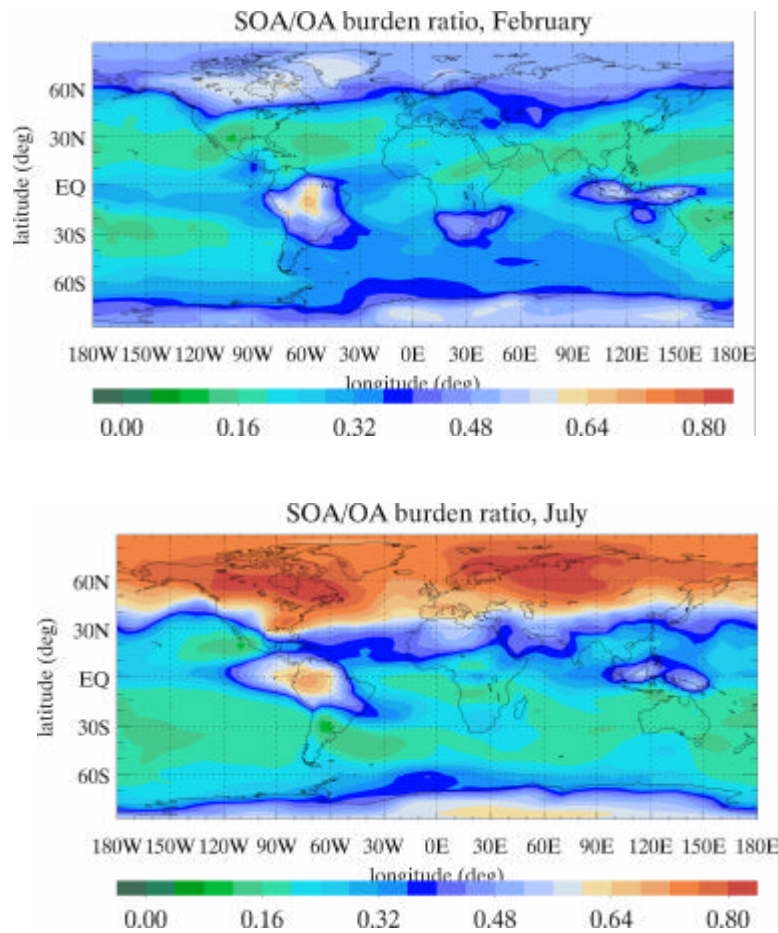 SOA/OA burden ratio, February
latitude (deg)
60N
30N
EQ
30S
60S
180W 150W 120W 90W 60W 30W 0E 30E 60E 90E 120E 150E 180E
longitude (deg)
0.00 0.16 0.32 0.48 0.64 0.80
SOA/OA burden ratio, July
latitude (deg)
60N
30N
EQ
30S
60S
180W 150W 120W 90W 60W 30W 0E 30E 60E 90E 120E 150E 180E
longitude (deg)
0.00 0.16 0.32 0.48 0.64 0.80